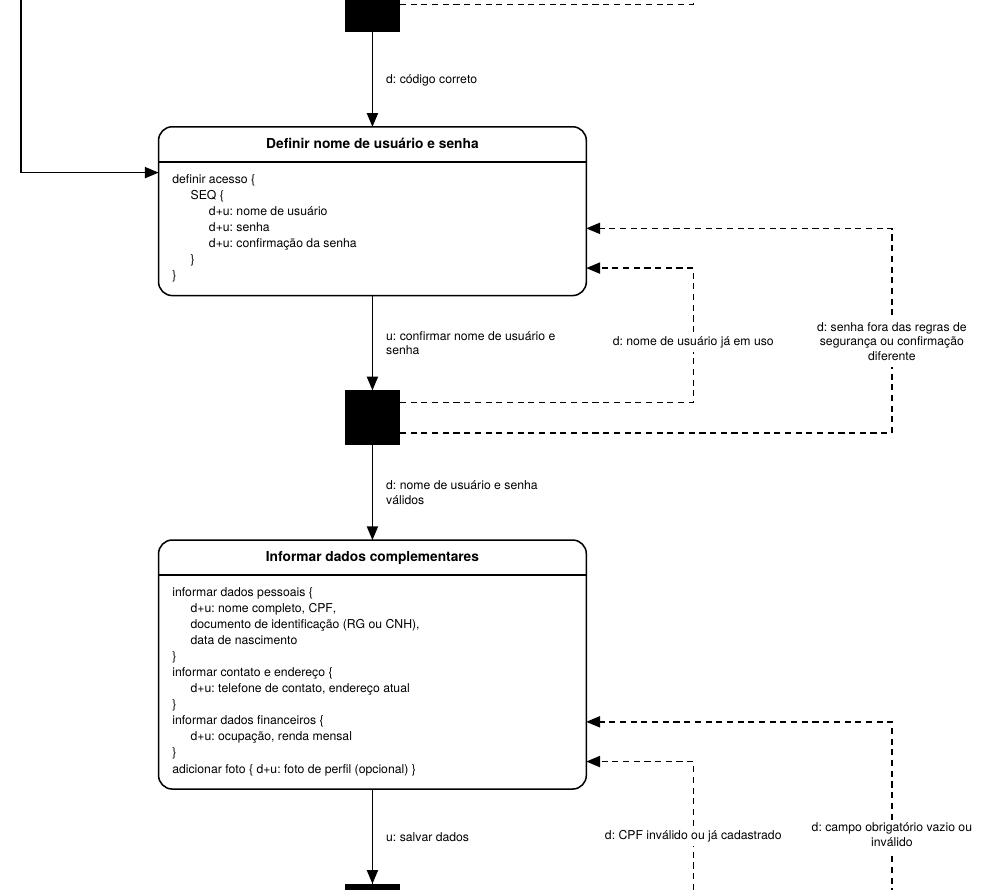 d: código correto
Definir nome de usuário e senha
definir acesso {
SEQ {
d+u: nome de usuário
d+u: senha
d+u: confirmação da senha
}
}
u: confirmar nome de usuário e
senha
d: nome de usuário já em uso
d: senha fora das regras de
segurança ou confirmação
diferente
d: nome de usuário e senha
válidos
Informar dados complementares
informar dados pessoais {
d+u: nome completo, CPF,
documento de identificação (RG ou CNH),
data de nascimento
}
informar contato e endereço {
d+u: telefone de contato, endereço atual
}
informar dados financeiros {
d+u: ocupação, renda mensal
}
adicionar foto { d+u: foto de perfil (opcional) }
u: salvar dados
d: CPF inválido ou já cadastrado
d: campo obrigatório vazio ou
inválido